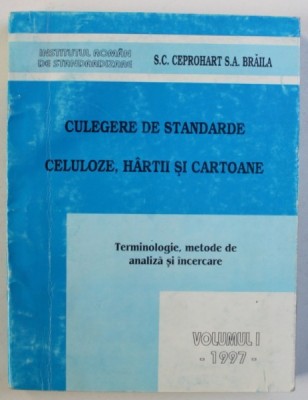 INSTITUTUL ROMÂN
DE STANDARDIZARE
S.C. CEPROHART S.A. BRĂILA
CULEGERE DE STANDARDE
CELULOZE, HÂRTII ŞI CARTOANE
Terminologie, metode de
analiză şi încercare
VOLUMUL I
- 1997 -